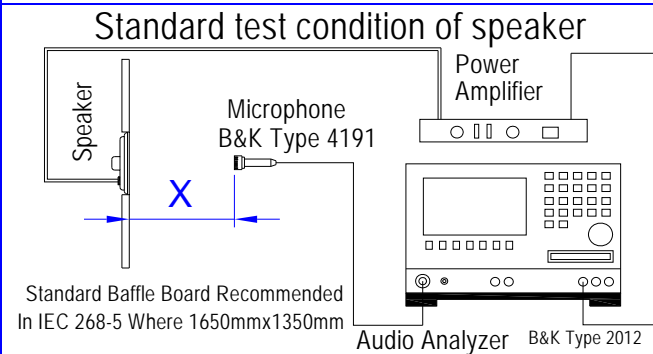 Standard test condition of speaker
Power
Amplifier
Speaker
Microphone
B&K Type 4191
X
Standard Baffle Board Recommended
In IEC 268-5 Where 1650mmx1350mm
Audio Analyzer B&K Type 2012